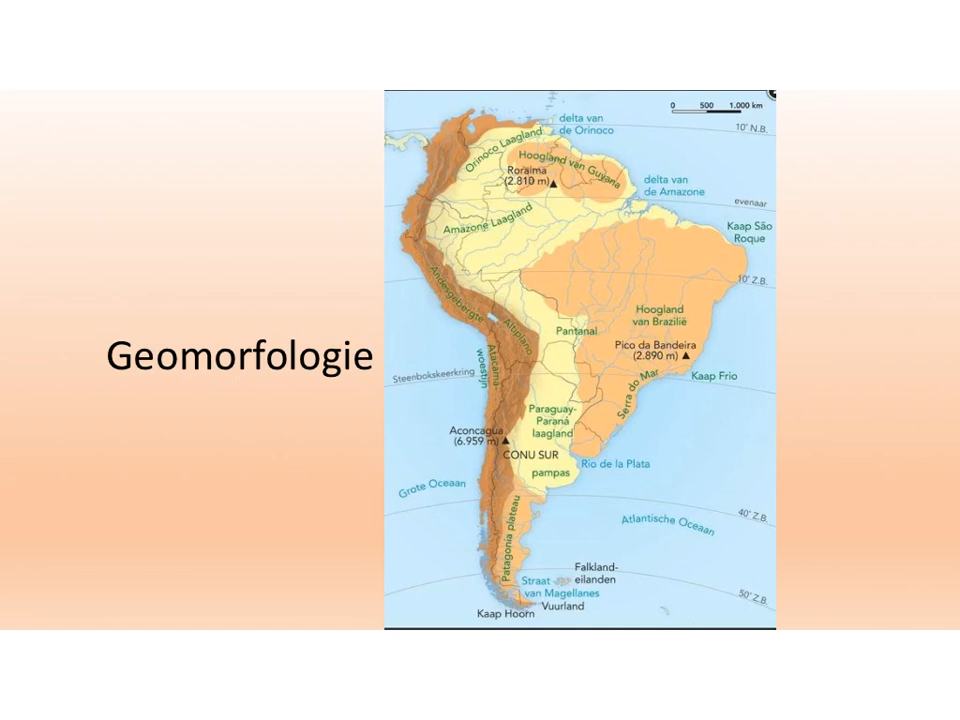 Geomorfologie
0 500 1.000 km
10° N.B.
delta van
de Orinoco
Orinoco Laagland
Hoogland van Guyana
Roraima
(2.810 m)
delta van
de Amazone
evenaar
Amazone Laagland
Kaap São
Roque
10° Z.B.
Andesgebergte
Altiplano
Hoogland
van Brazilië
Pantanal
Pico da Bandeira
(2.890 m)
Atacama-
woestijn
Steenbokskeerkring
Serra do Mar
Kaap Frio
Paraguay-
Paraná
laagland
Aconcagua
(6.959 m)
CONU SUR
pampas
Rio de la Plata
Grote Oceaan
Patagonia plateau
40° Z.B.
Atlantische Oceaan
Falkland-
eilanden
Straat
van Magellanes
50° Z.B.
Vuurland
Kaap Hoorn